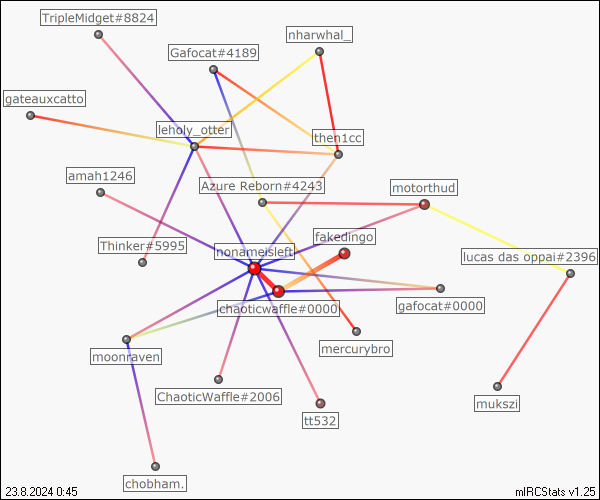 TripleMidget#8824
nharwhal_
Gafocat#4189
gateauxcatto
leholy_otter
then1cc
amah1246
Azure Reborn#4243
motorthud
fakedingo
Thinker#5995
nonameisleft
lucas das oppai#2396
chaoticwaffle#0000
gafocat#0000
mercurybro
moonraven
ChaoticWaffle#2006
mukszi
tt532
chobham.
23.8.2024 0:45
mIRCStats v1.25